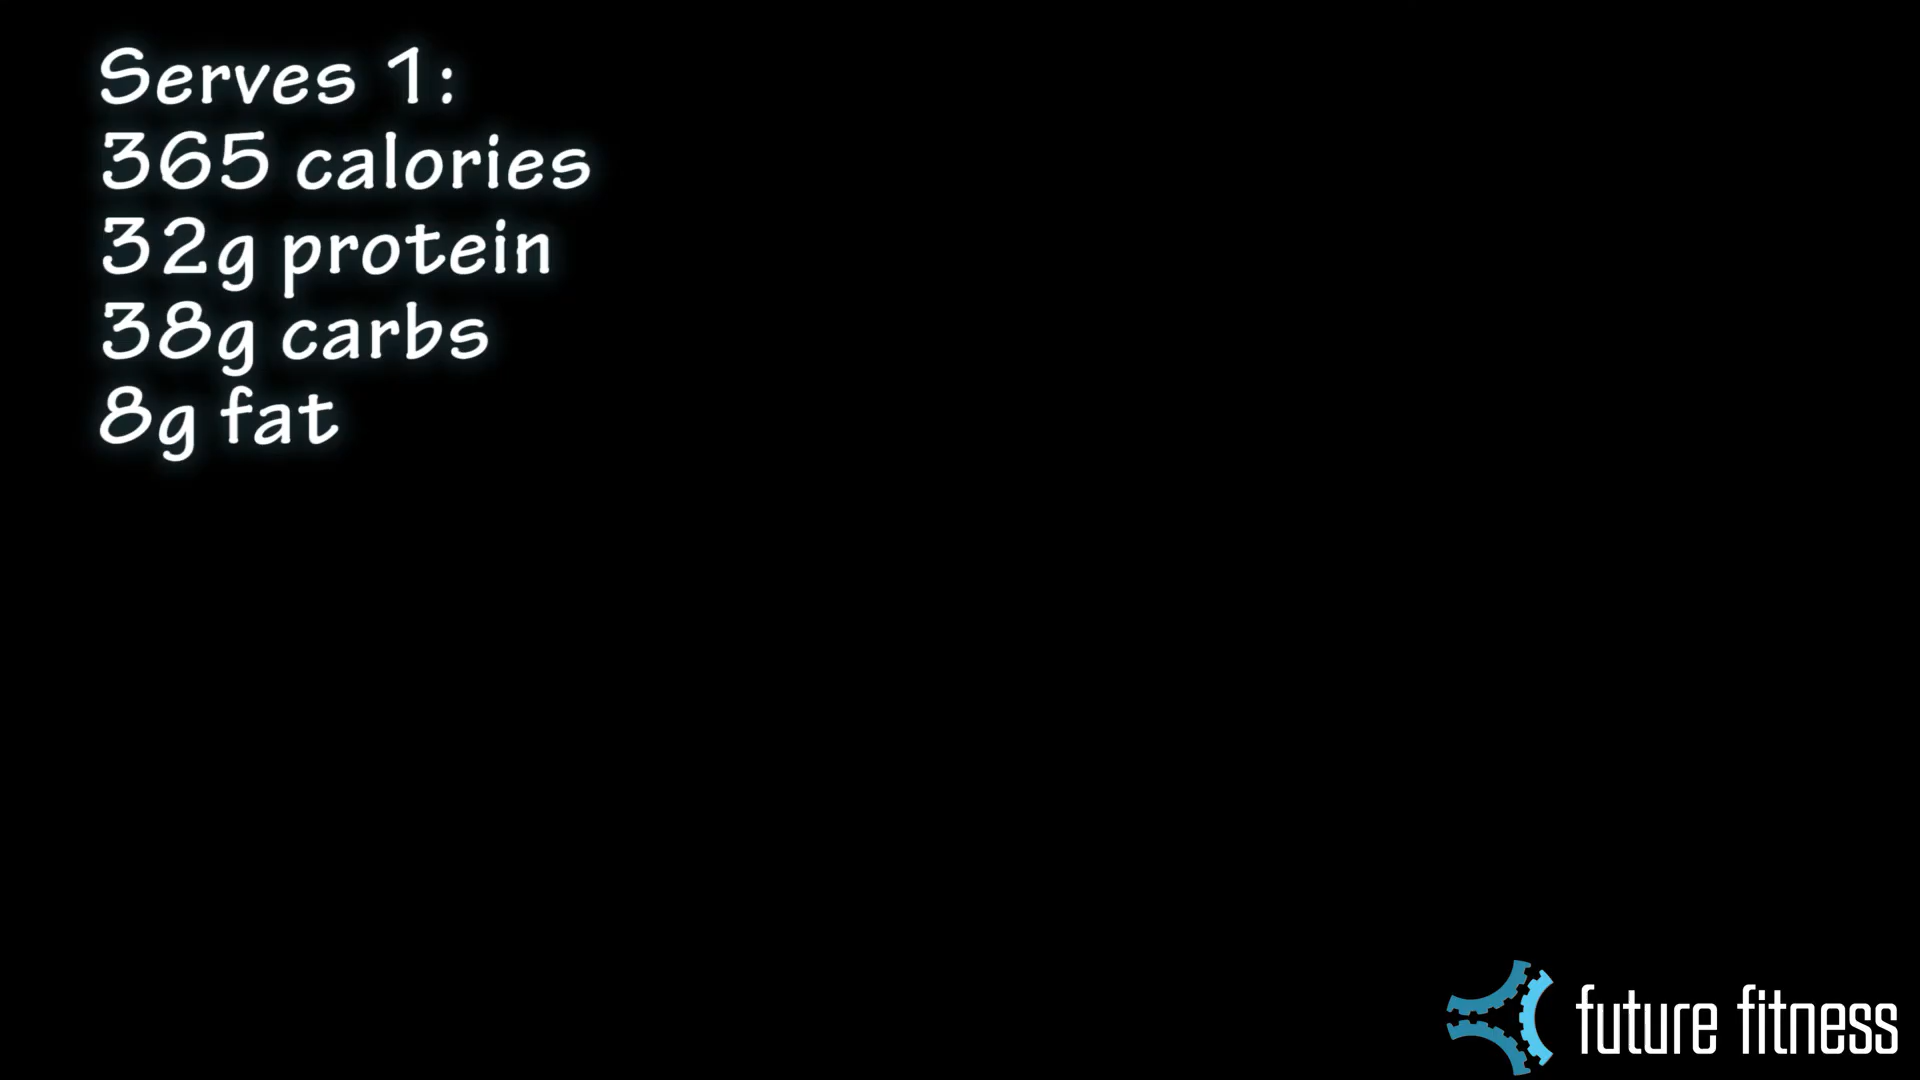 Serves 1:
365 calories
32g protein
38g carbs
8g fat
future fitness